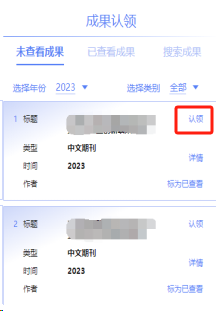 成果认领
未查看成果 已查看成果 搜索成果
选择年份 2023 选择类别 全部
1 标题 认领
类型 中文期刊
详情
时间 2023
作者 标为已查看
2 标题 认领
类型 中文期刊
详情
时间 2023
作者 标为已查看